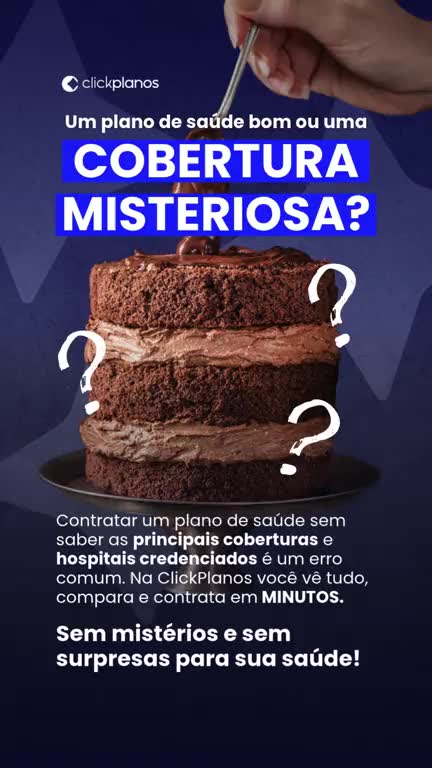 clickplanos
Um plano de saúde bom ou uma
COBERTURA
MISTERIOSA?
? ? ?
Contratar um plano de saúde sem
saber as principais coberturas e
hospitais credenciados é um erro
comum. Na ClickPlanos você vê tudo,
compara e contrata em MINUTOS.
Sem mistérios e sem
surpresas para sua saúde!